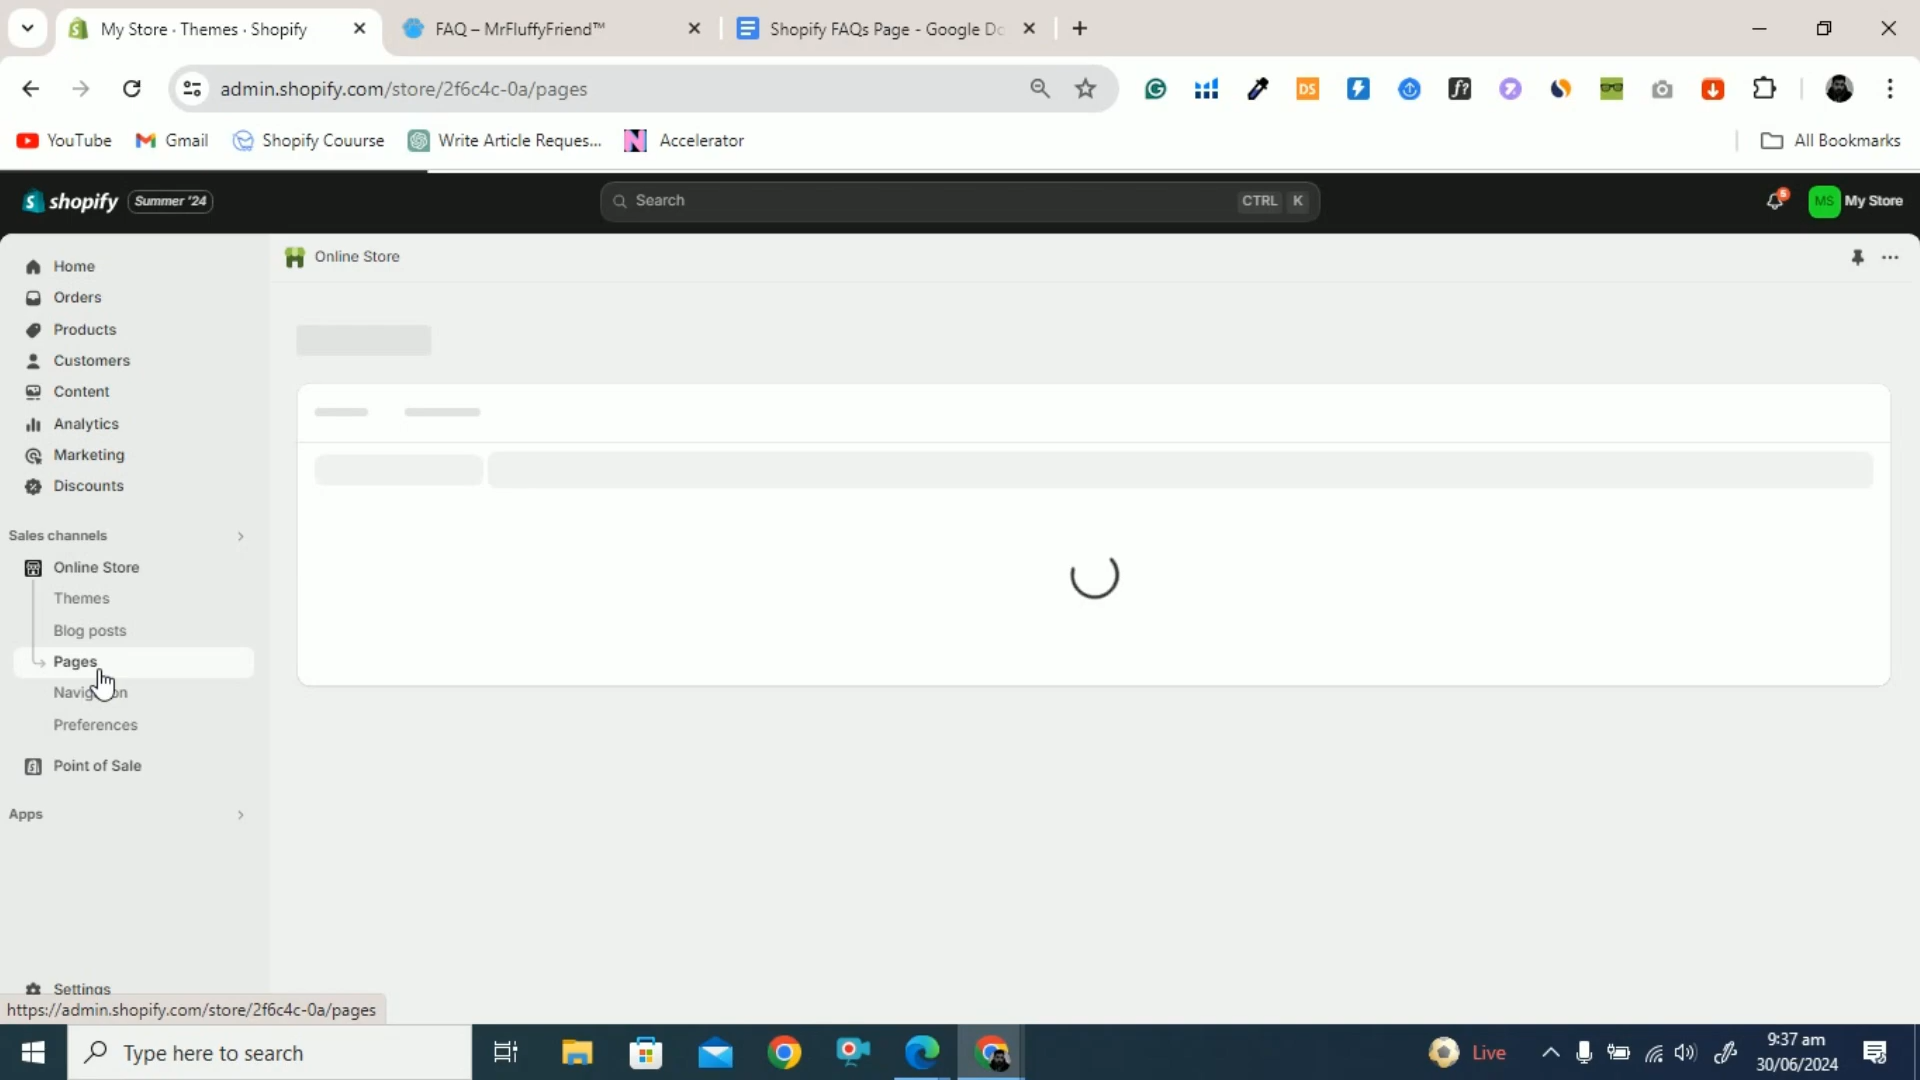 My Store · Themes · Shopify
FAQ – MrFluffyFriend™
Shopify FAQs Page - Google Do
admin.shopify.com/store/2f6c4c-0a/pages
DS
f?
YouTube
Gmail
Shopify Couurse
Write Article Reques...
Accelerator
All Bookmarks
shopify
Summer '24
Search
CTRL K
5
MS
My Store
Home
Orders
Products
Customers
Content
Analytics
Marketing
Discounts
Sales channels
Online Store
Themes
Blog posts
Pages
Navigation
Preferences
Point of Sale
Apps
Settings
Online Store
https://admin.shopify.com/store/2f6c4c-0a/pages
Type here to search
Live
9:37 am
30/06/2024